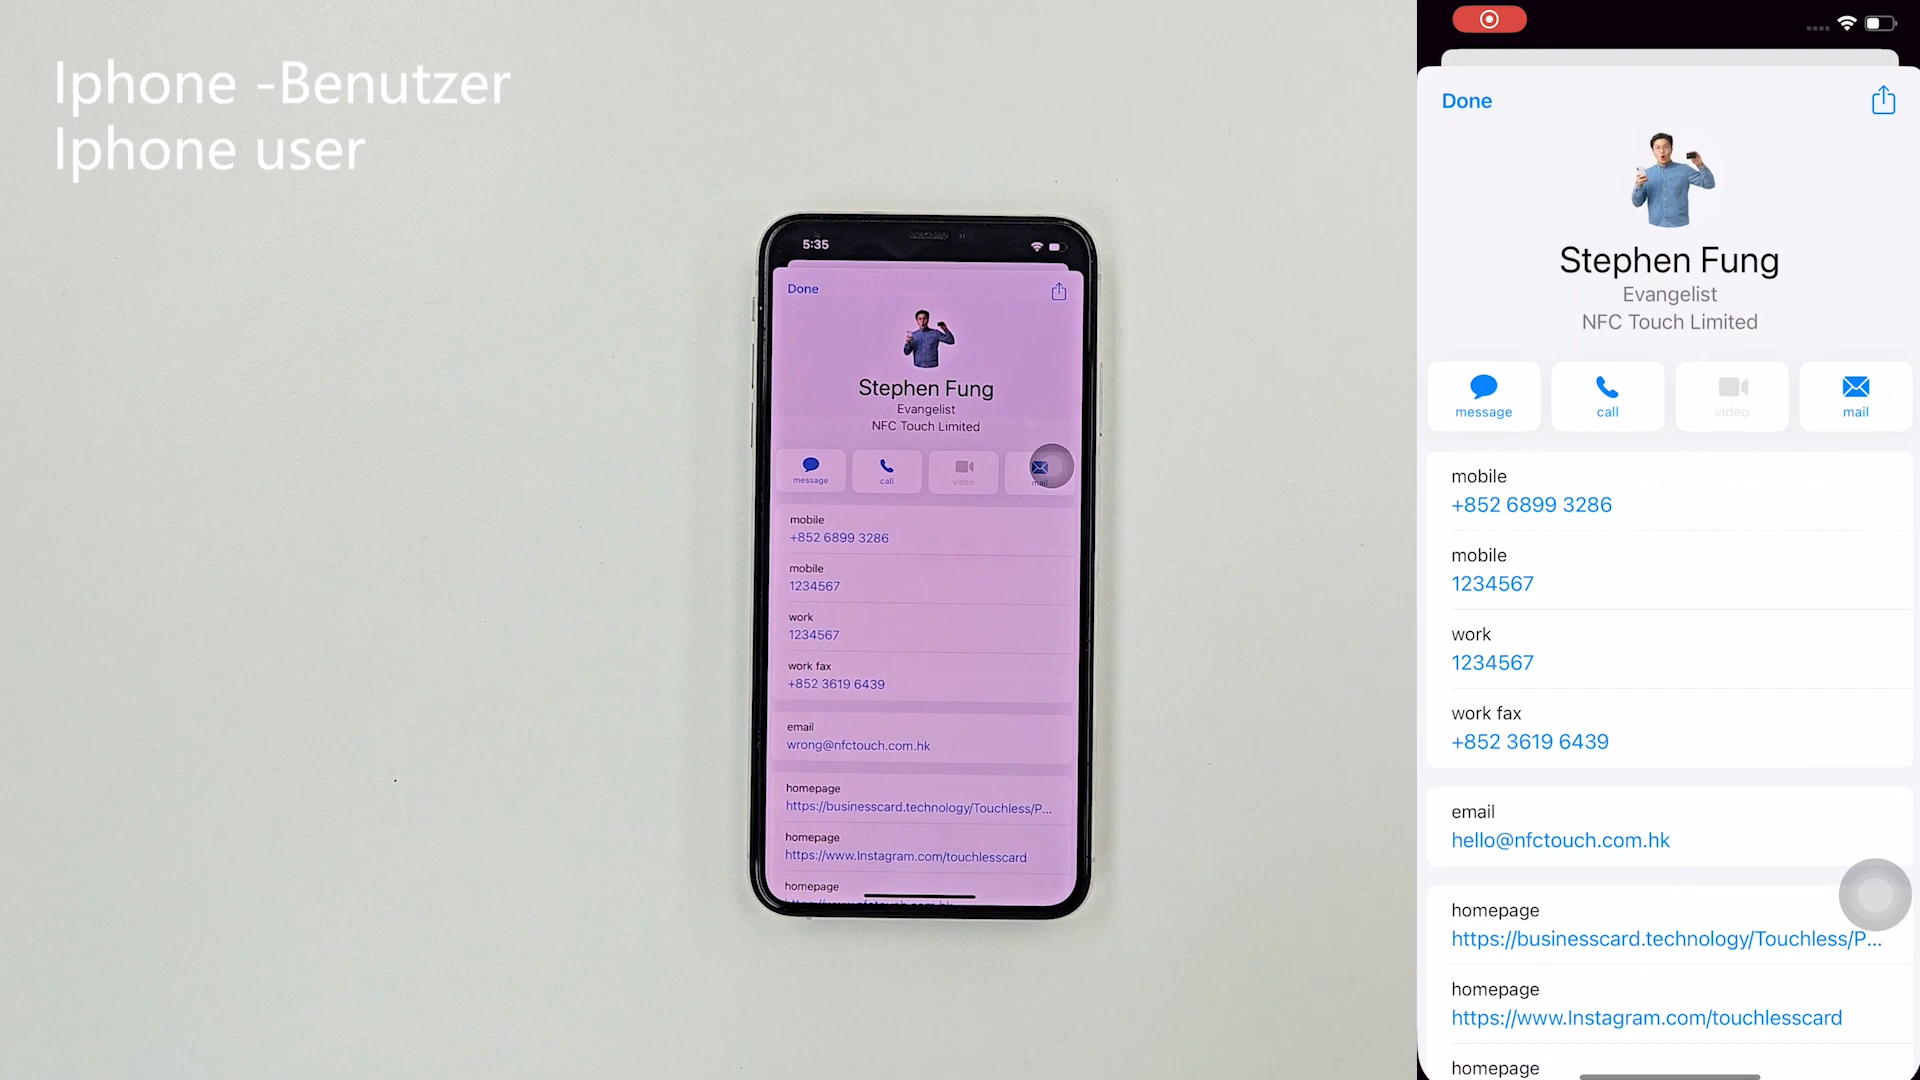 Iphone -Benutzer
Iphone user
5:35
Done
Stephen Fung
Evangelist
NFC Touch Limited
message
call
video
mail
mobile
+852 6899 3286
mobile
1234567
work
1234567
work fax
+852 3619 6439
email
wrong@nfctouch.com.hk
homepage
https://businesscard.technology/Touchless/P...
homepage
https://www.Instagram.com/touchlesscard
homepage
Done
Stephen Fung
Evangelist
NFC Touch Limited
message
call
video
mail
mobile
+852 6899 3286
mobile
1234567
work
1234567
work fax
+852 3619 6439
email
hello@nfctouch.com.hk
homepage
https://businesscard.technology/Touchless/P...
homepage
https://www.Instagram.com/touchlesscard
homepage